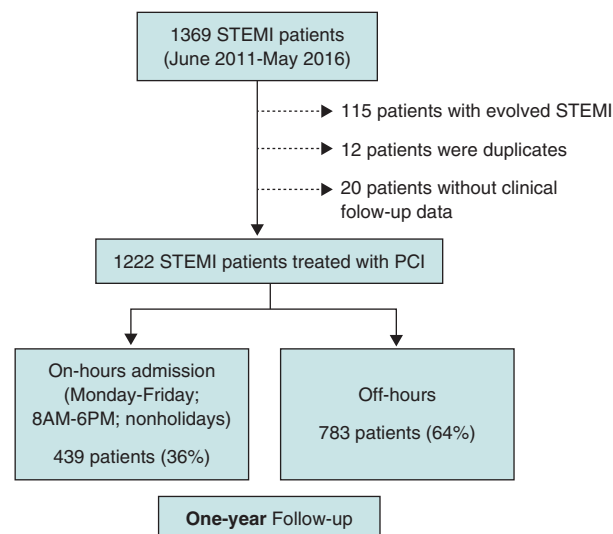 1369 STEMI patients
(June 2011-May 2016)
115 patients with evolved STEMI
12 patients were duplicates
20 patients without clinical
folow-up data
1222 STEMI patients treated with PCI
On-hours admission
(Monday-Friday;
8AM-6PM; nonholidays)
439 patients (36%)
Off-hours
783 patients (64%)
One-year Follow-up